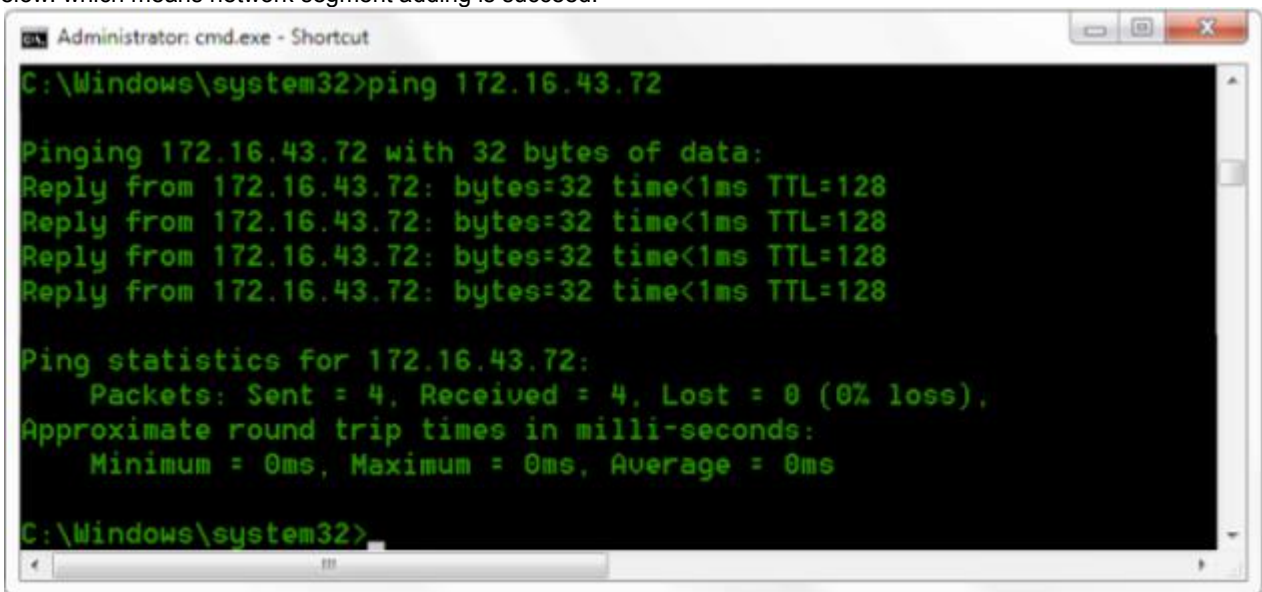 which means network segment adding is succeed.
Administrator: cmd.exe - Shortcut
C:\Windows\system32>ping 172.16.43.72
Pinging 172.16.43.72 with 32 bytes of data:
Reply from 172.16.43.72: bytes=32 time<1ms TTL=128
Reply from 172.16.43.72: bytes=32 time<1ms TTL=128
Reply from 172.16.43.72: bytes=32 time<1ms TTL=128
Reply from 172.16.43.72: bytes=32 time<1ms TTL=128
Ping statistics for 172.16.43.72:
Packets: Sent = 4, Received = 4, Lost = 0 (0% loss),
Approximate round trip times in milli-seconds:
Minimum = 0ms, Maximum = 0ms, Average = 0ms
C:\Windows\system32>